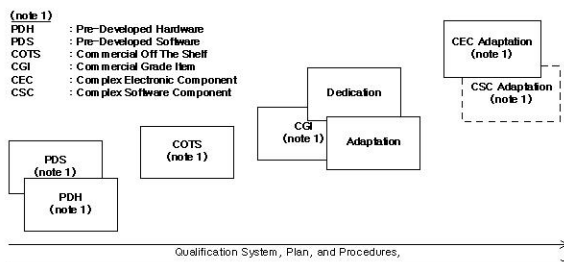 (note 1)
PDH : Pre-Developed Hardware
PDS : Pre-Developed Software
COTS : Commercial Off The Shelf
CGI : Commercial Grade Item
CEC : Complex Electronic Component
CSC : Complex Software Component
CEC Adaptation
(note 1)
CSC Adaptation
(note 1)
Dedication
CGI
(note 1)
Adaptation
COTS
(note 1)
PDS
(note 1)
PDH
(note 1)
Qualification System, Plan, and Procedures,